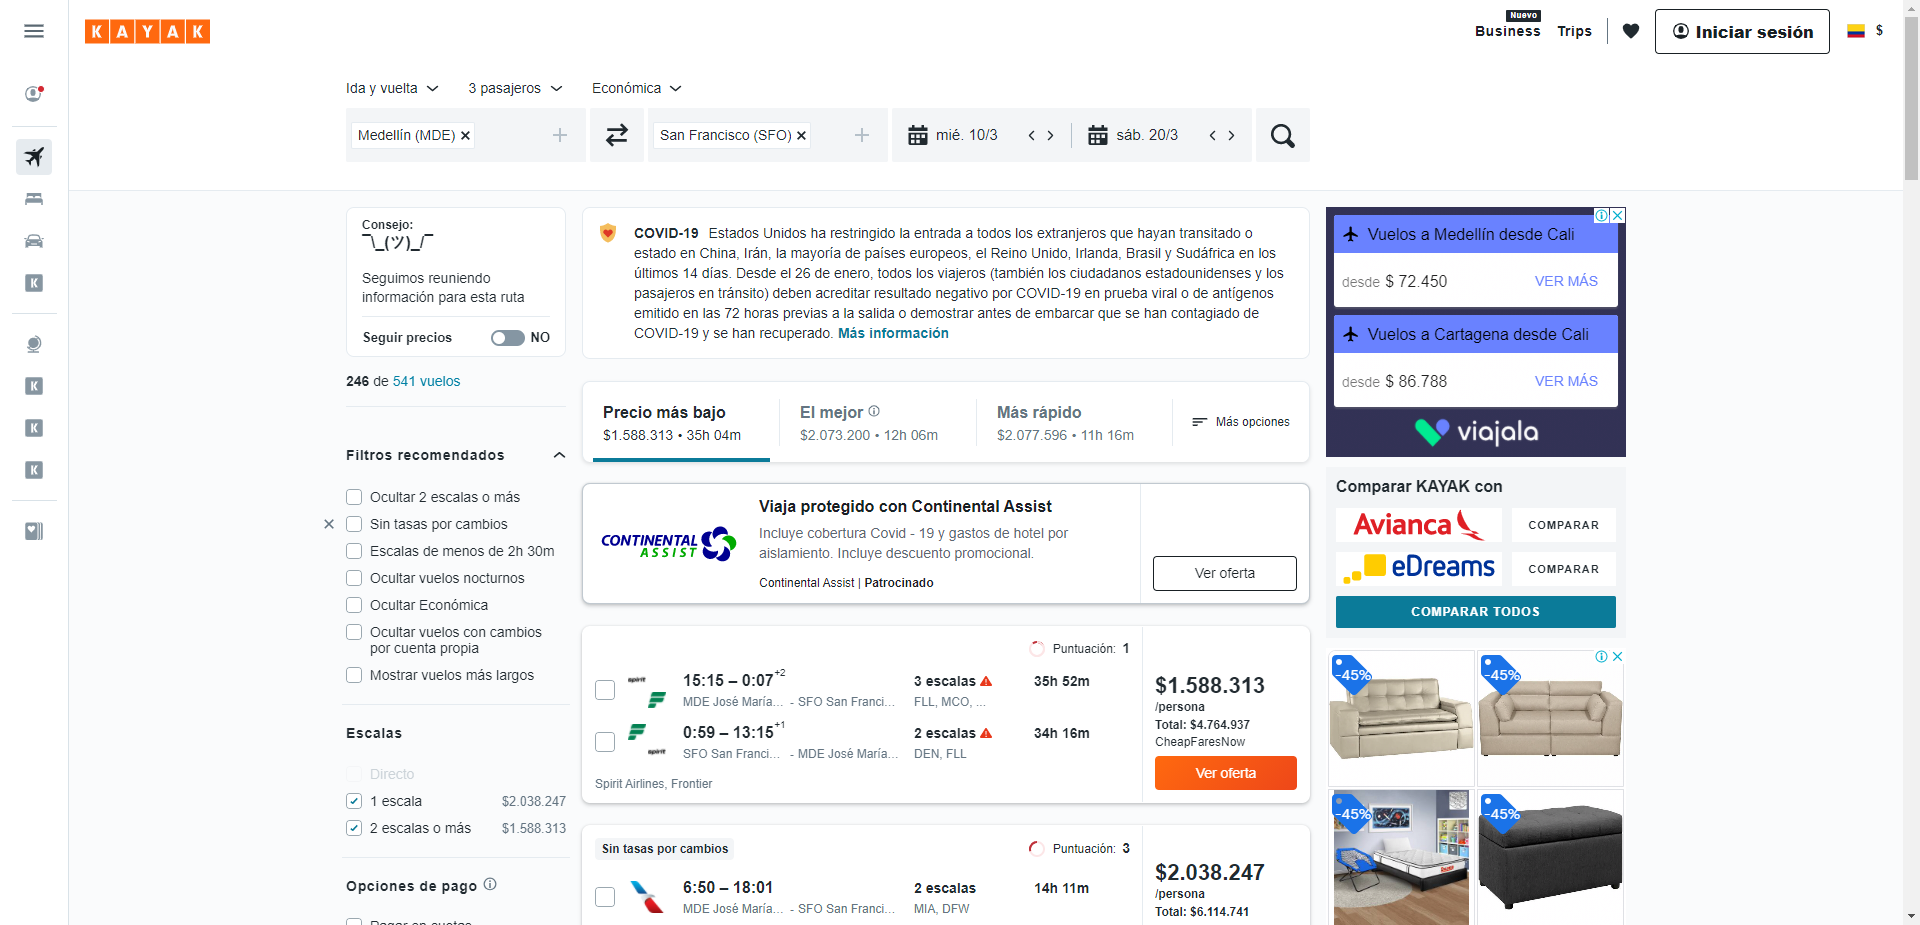 KAYAK
Nuevo
Business
Trips
Iniciar sesión
$
Ida y vuelta
3 pasajeros
Económica
Medellín (MDE)
San Francisco (SFO)
mié. 10/3
sáb. 20/3
Consejo:
¯\_(ツ)_/¯
Seguimos reuniendo
información para esta ruta
Seguir precios
NO
246 de 541 vuelos
Filtros recomendados
Ocultar 2 escalas o más
Sin tasas por cambios
Escalas de menos de 2h 30m
Ocultar vuelos nocturnos
Ocultar Económica
Ocultar vuelos con cambios
por cuenta propia
Mostrar vuelos más largos
Escalas
Directo
1 escala $2.038.247
2 escalas o más $1.588.313
Opciones de pago
Pagar en cuotas
COVID-19 Estados Unidos ha restringido la entrada a todos los extranjeros que hayan transitado o
estado en China, Irán, la mayoría de países europeos, el Reino Unido, Irlanda, Brasil y Sudáfrica en los
últimos 14 días. Desde el 26 de enero, todos los viajeros (también los ciudadanos estadounidenses y los
pasajeros en tránsito) deben acreditar resultado negativo por COVID-19 en prueba viral o de antígenos
emitido en las 72 horas previas a la salida o demostrar antes de embarcar que se han contagiado de
COVID-19 y se han recuperado. Más información
Precio más bajo
$1.588.313 • 35h 04m
El mejor
$2.073.200 • 12h 06m
Más rápido
$2.077.596 • 11h 16m
Más opciones
CONTINENTAL
ASSIST
Viaja protegido con Continental Assist
Incluye cobertura Covid - 19 y gastos de hotel por
aislamiento. Incluye descuento promocional.
Continental Assist | Patrocinado
Ver oferta
Puntuación: 1
spirit
15:15 – 0:07+2
3 escalas
35h 52m
MDE José María... - SFO San Franci...
FLL, MCO, ...
spirit
0:59 – 13:15+1
2 escalas
34h 16m
SFO San Franci... - MDE José María...
DEN, FLL
Spirit Airlines, Frontier
$1.588.313
/persona
Total: $4.764.937
CheapFaresNow
Ver oferta
Sin tasas por cambios
Puntuación: 3
6:50 – 18:01
2 escalas
14h 11m
MDE José María... - SFO San Franci...
MIA, DFW
$2.038.247
/persona
Total: $6.114.741
Vuelos a Medellín desde Cali
desde $ 72.450
VER MÁS
Vuelos a Cartagena desde Cali
desde $ 86.788
VER MÁS
viajala
Comparar KAYAK con
Avianca
COMPARAR
eDreams
COMPARAR
COMPARAR TODOS
-45%
-45%
-45%
-45%